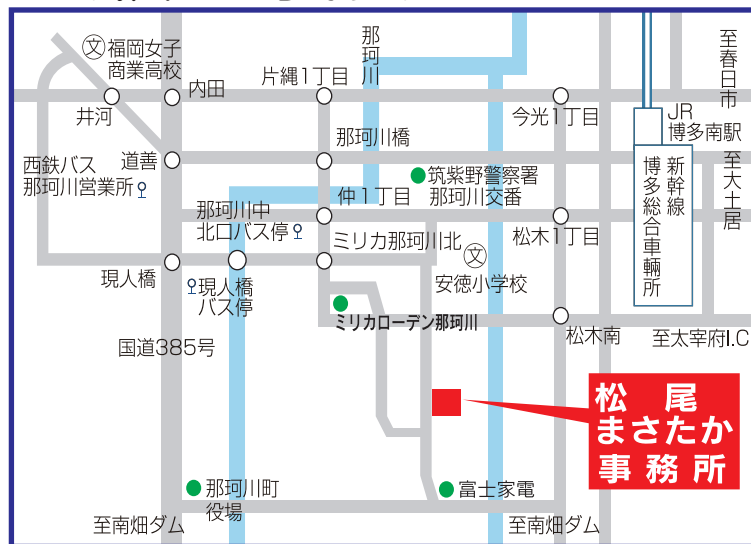 福岡女子
商業高校
那珂川
片縄1丁目
至春日市
内田
井河
今光1丁目
JR
博多南駅
那珂川橋
道善
西鉄バス
那珂川営業所
筑紫野警察署
那珂川交番
新幹線
博多総合車輛所
至大土居
仲1丁目
那珂川中
北口バス停
松木1丁目
ミリカ那珂川北
文
文
安徳小学校
現人橋
現人橋
バス停
ミリカローデン那珂川
松木南
至太宰府I.C
国道385号
松尾
まさたか
事務所
那珂川町
役場
富士家電
至南畑ダム
至南畑ダム